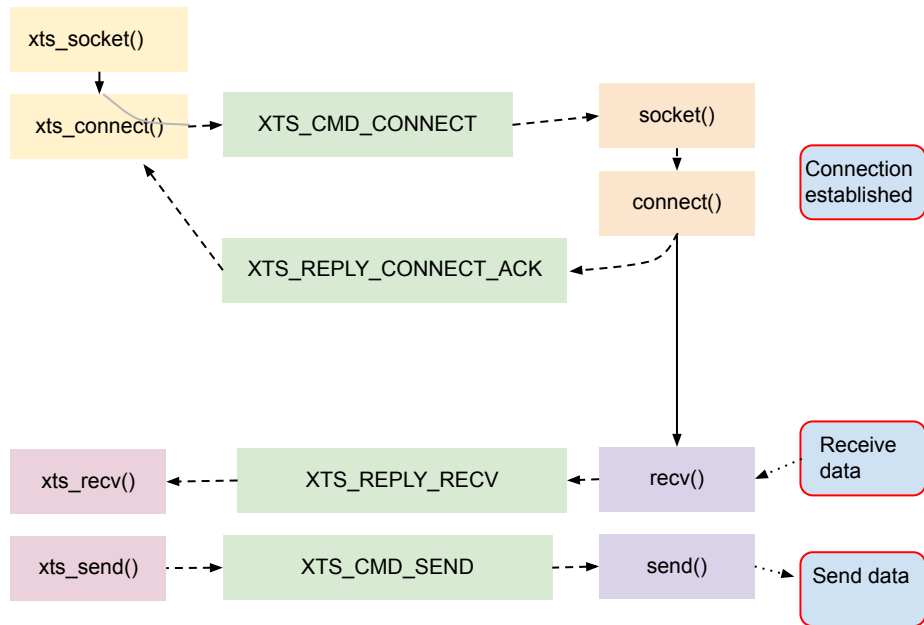 xts_socket()
xts_connect()
XTS_CMD_CONNECT
socket()
Connection
established
connect()
XTS_REPLY_CONNECT_ACK
Receive
data
xts_recv()
XTS_REPLY_RECV
recv()
xts_send()
XTS_CMD_SEND
send()
Send data